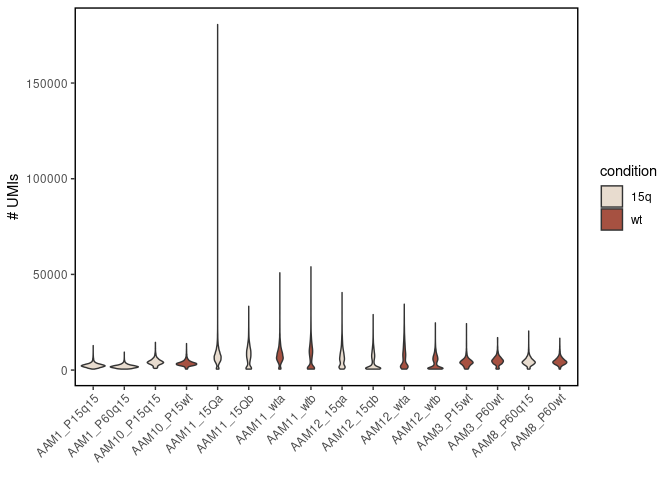 150000
100000
50000
0
# UMIs
AAM1_P15q15
AAM1_P60q15
AAM10_P15q15
AAM10_P15wt
AAM11_15Qa
AAM11_15Qb
AAM11_wta
AAM11_wtb
AAM12_15qa
AAM12_15qb
AAM12_wta
AAM12_wtb
AAM3_P15wt
AAM3_P60wt
AAM8_P60q15
AAM8_P60wt
condition
15q
wt